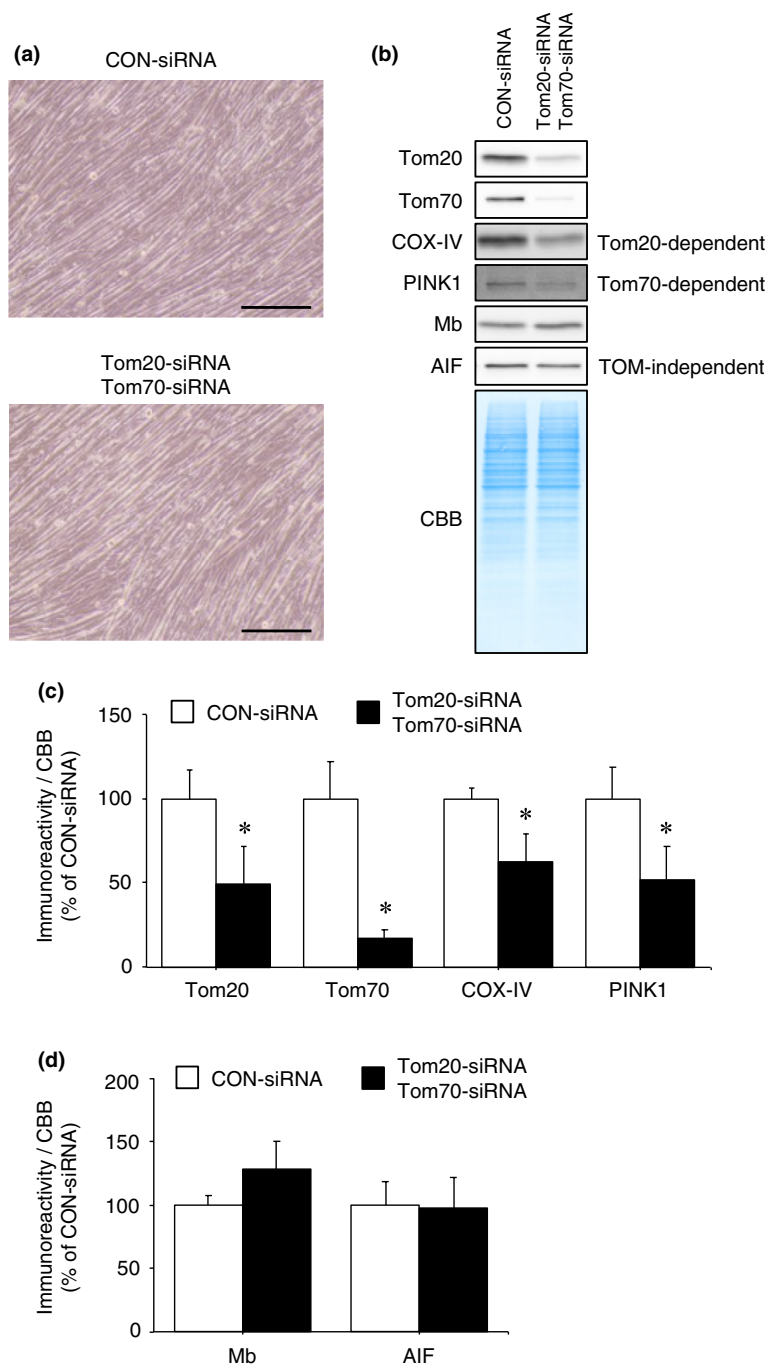 (a)
CON-siRNA
Tom20-siRNA
Tom70-siRNA
(b)
CON-siRNA
Tom20-siRNA
Tom70-siRNA
Tom20
Tom70
COX-IV
Tom20-dependent
PINK1
Tom70-dependent
Mb
AIF
TOM-independent
CBB
(c)
CON-siRNA
Tom20-siRNA
Tom70-siRNA
Immunoreactivity / CBB
(% of CON-siRNA)
150
100
50
0
*
*
*
*
Tom20
Tom70
COX-IV
PINK1
(d)
CON-siRNA
Tom20-siRNA
Tom70-siRNA
Immunoreactivity / CBB
(% of CON-siRNA)
200
150
100
50
0
Mb
AIF